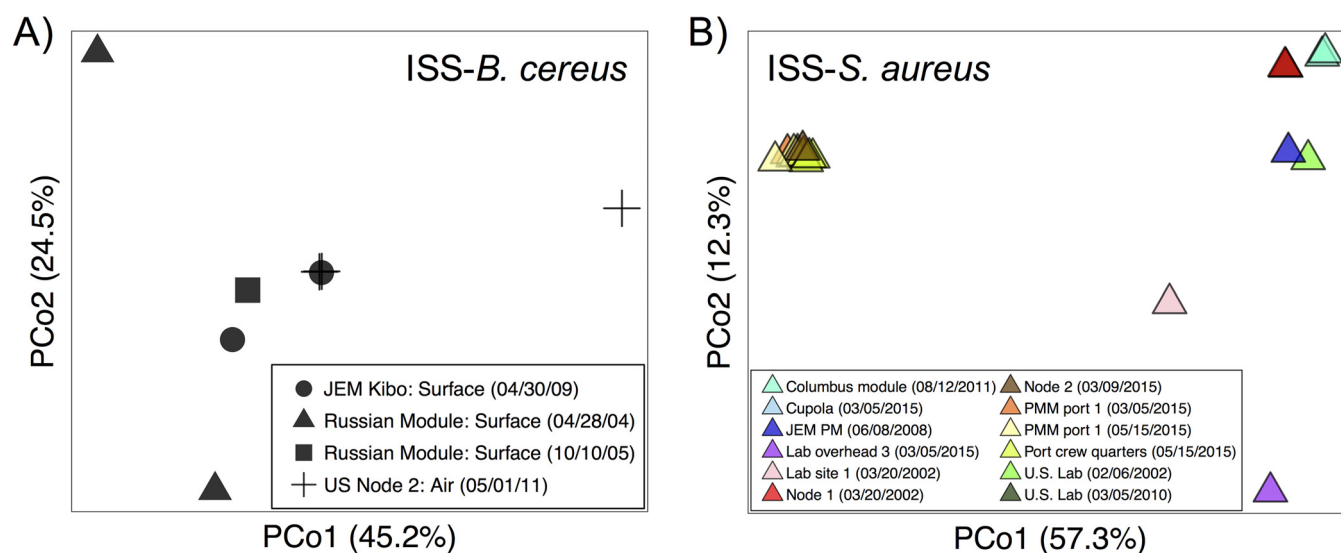 A)
ISS-B. cereus
PCo2 (24.5%)
JEM Kibo: Surface (04/30/09)
Russian Module: Surface (04/28/04)
Russian Module: Surface (10/10/05)
US Node 2: Air (05/01/11)
PCo1 (45.2%)
B)
ISS-S. aureus
PCo2 (12.3%)
Columbus module (08/12/2011)
Cupola (03/05/2015)
JEM PM (06/08/2008)
Lab overhead 3 (03/05/2015)
Lab site 1 (03/20/2002)
Node 1 (03/20/2002)
Node 2 (03/09/2015)
PMM port 1 (03/05/2015)
PMM port 1 (05/15/2015)
Port crew quarters (05/15/2015)
U.S. Lab (02/06/2002)
U.S. Lab (03/05/2010)
PCo1 (57.3%)